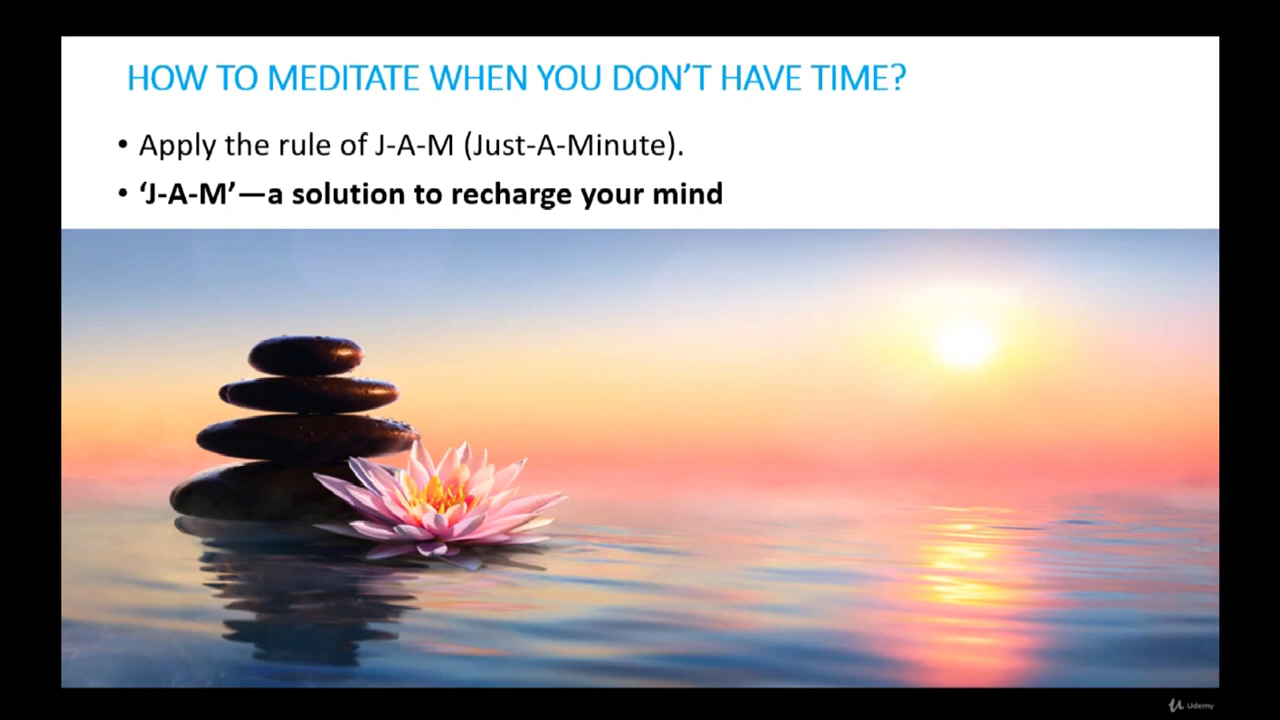 HOW TO MEDITATE WHEN YOU DON’T HAVE TIME?
• Apply the rule of J-A-M (Just-A-Minute).
• ‘J-A-M’—a solution to recharge your mind
Udemy